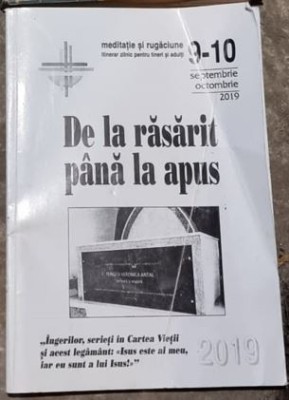 meditație și rugăciune
itinerar zilnic pentru tineri și adulți
9-10
septembrie
octombrie
2019
De la răsărit
până la apus
VERONICA ANTAL
„Îngerilor, scrieți în Cartea Vieții
și acest legământ: «Isus este al meu,
iar eu sunt a lui Isus!»”
2019